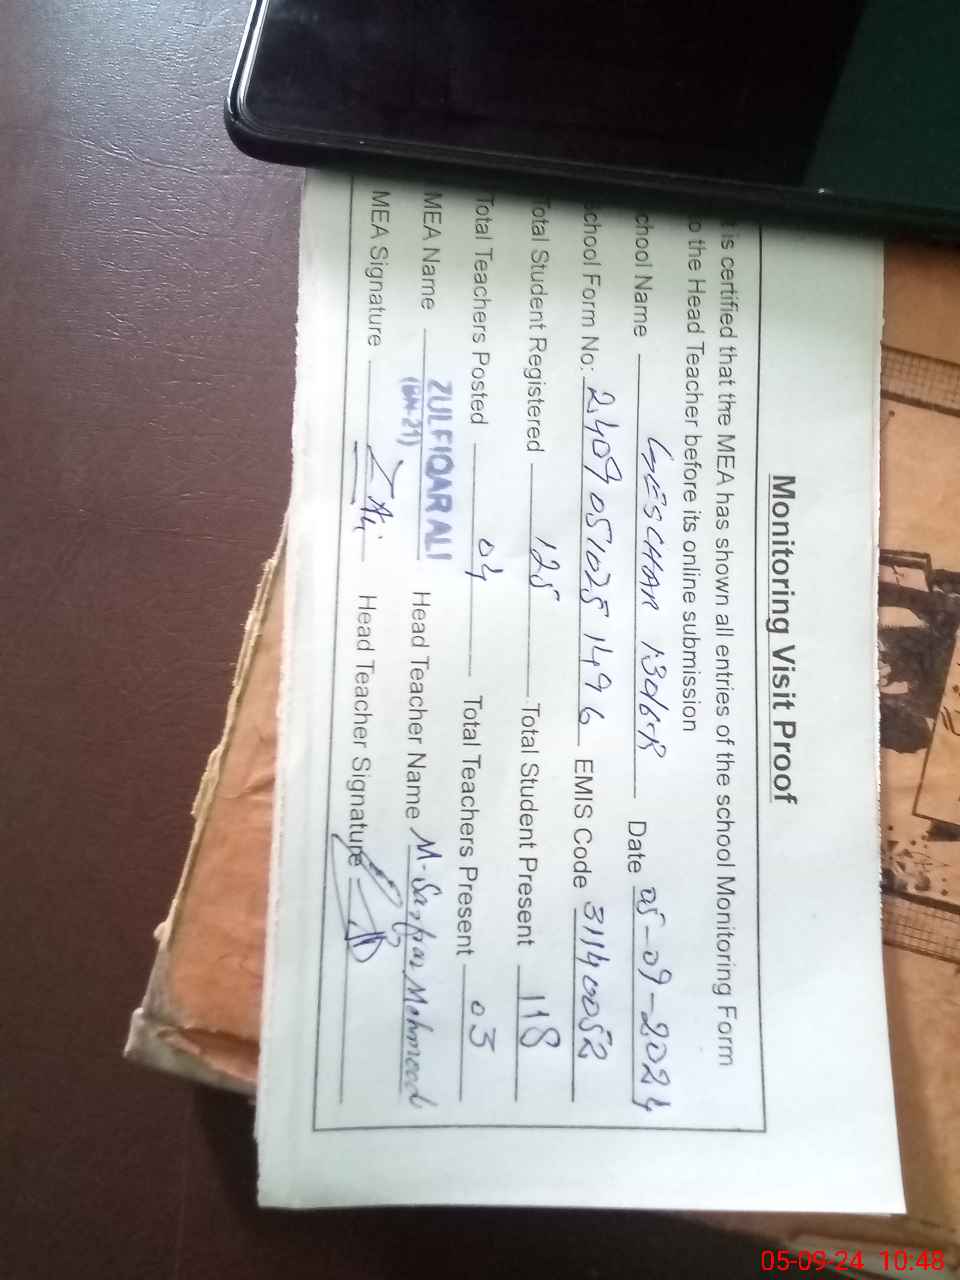 Monitoring Visit Proof
is certified that the MEA has shown all entries of the school Monitoring Form
o the Head Teacher before its online submission
chool Name GES CHAK 130/6-R Date 05-09-2024
chool Form No: 2409051025 1496 EMIS Code 31140052
Total Student Registered 125 Total Student Present 118
Total Teachers Posted 04 Total Teachers Present 03
MEA Name ZULFIQAR ALI Head Teacher Name M. Sarfraz Mehmood
MEA Signature Z Ali Head Teacher Signature
05-09-24 10:48